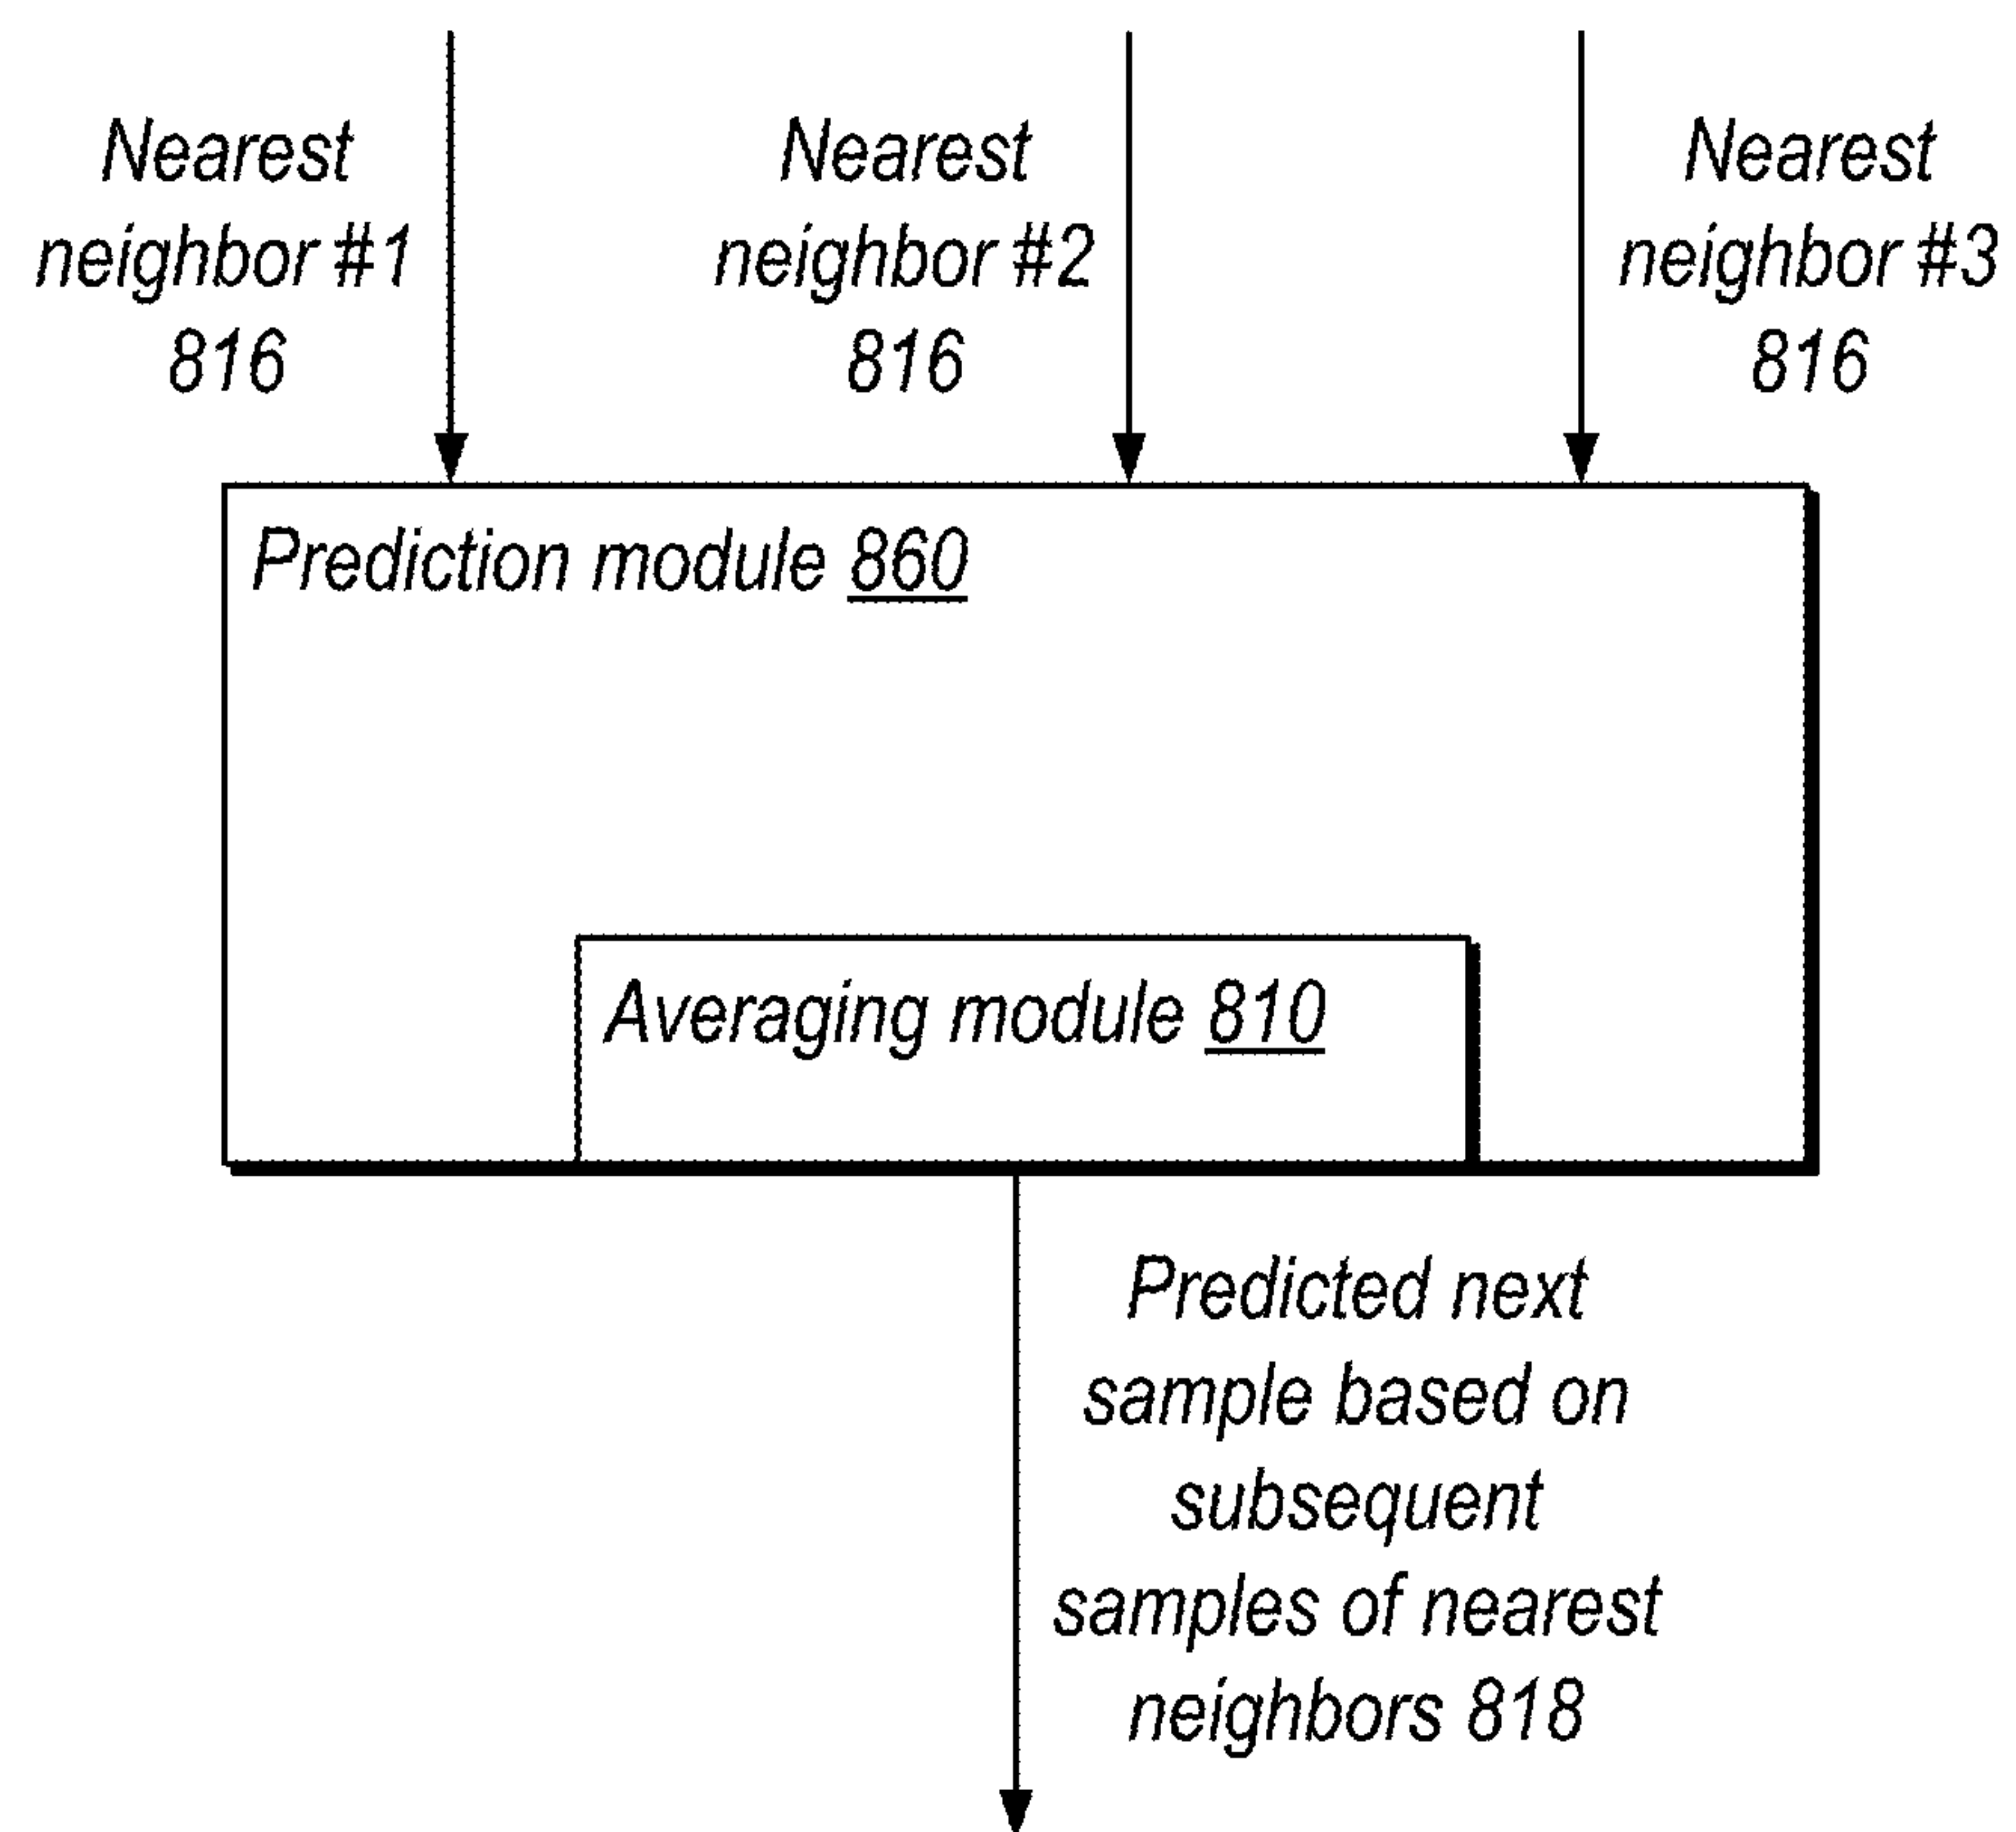 Nearest
neighbor #1
816
Nearest
neighbor #2
816
Nearest
neighbor #3
816
Prediction module 860
Averaging module 810
Predicted next
sample based on
subsequent
samples of nearest
neighbors 818